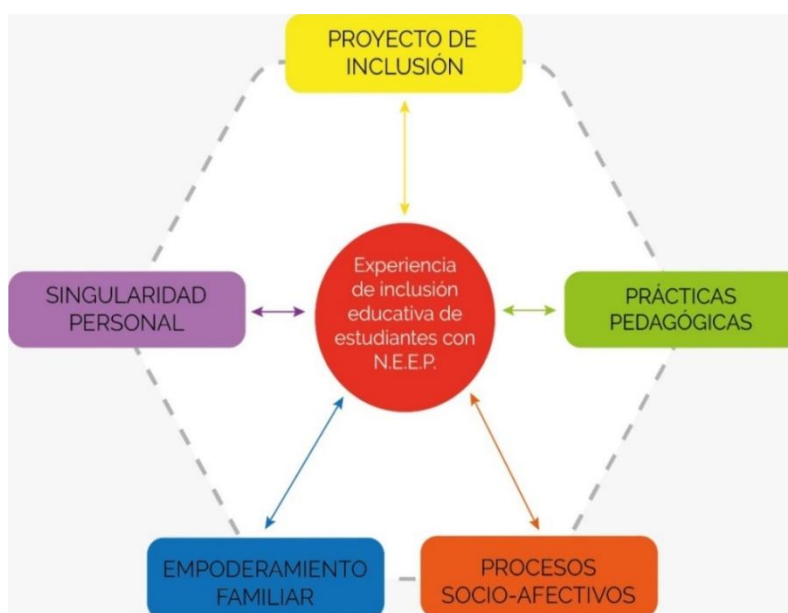 PROYECTO DE
INCLUSIÓN
SINGULARIDAD
PERSONAL
Experiencia
de inclusión
educativa de
estudiantes con
N.E.E.P.
PRÁCTICAS
PEDAGÓGICAS
EMPODERAMIENTO
FAMILIAR
PROCESOS
SOCIO-AFECTIVOS